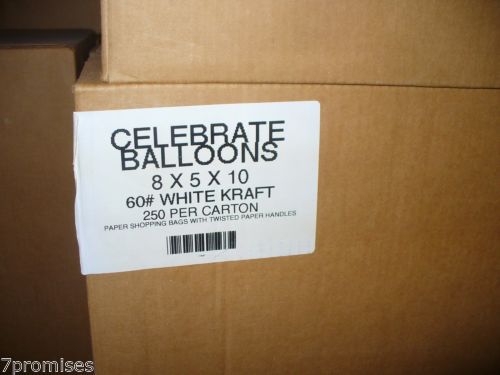 CELEBRATE
BALLOONS
8 X 5 X 10
60# WHITE KRAFT
250 PER CARTON
PAPER SHOPPING BAGS WITH TWISTED PAPER HANDLES
7promises